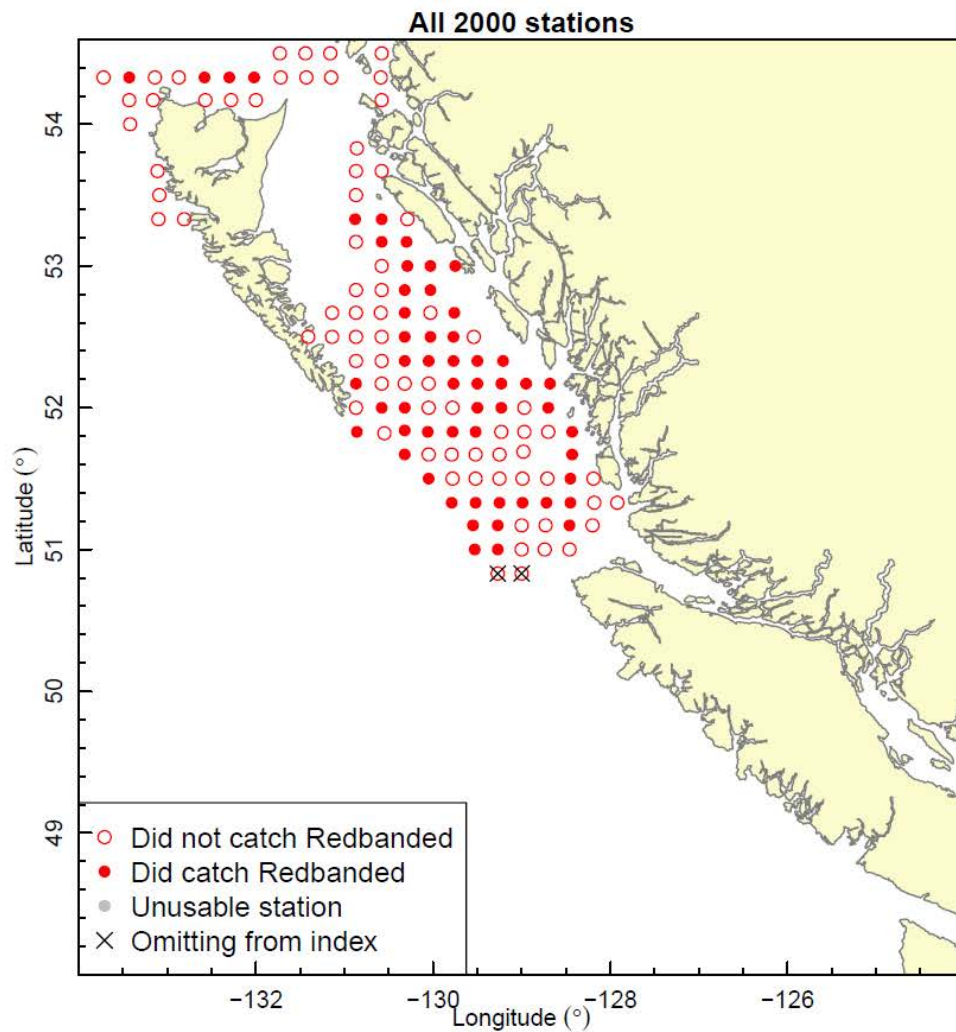 All 2000 stations
54
53
52
51
50
49
Latitude (°)
Did not catch Redbanded
Did catch Redbanded
Unusable station
Omitting from index
−132
−130
−128
−126
Longitude (°)